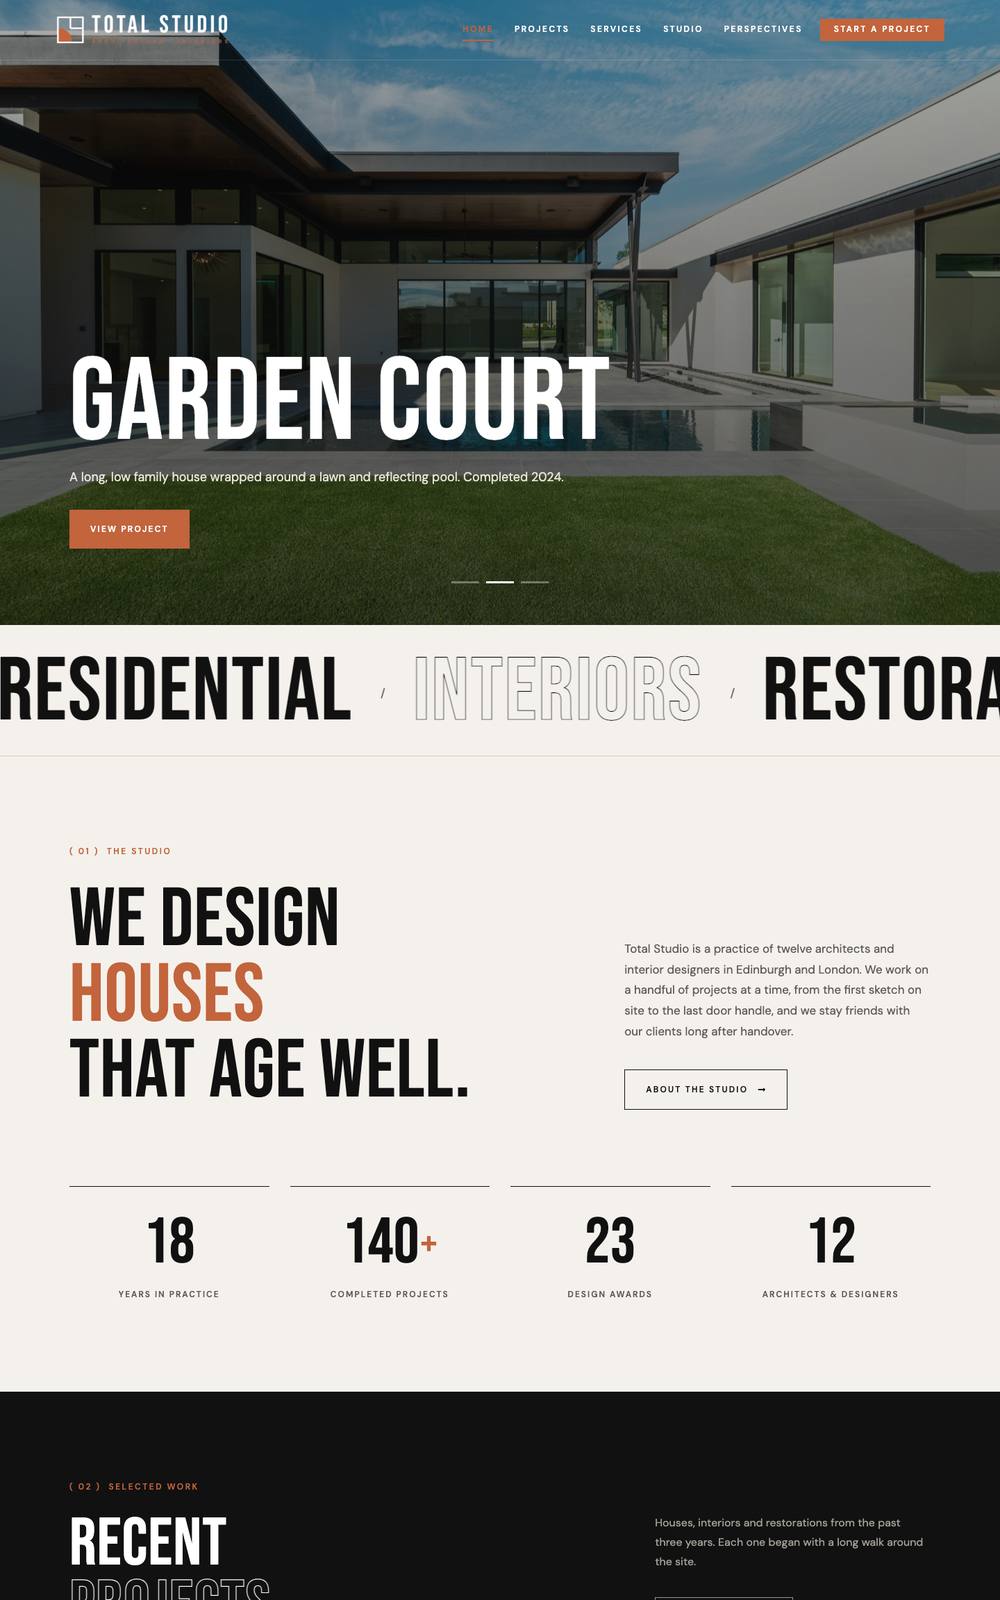 TOTAL STUDIO
HOME PROJECTS SERVICES STUDIO PERSPECTIVES START A PROJECT
GARDEN COURT
A long, low family house wrapped around a lawn and reflecting pool. Completed 2024.
VIEW PROJECT
RESIDENTIAL / INTERIORS / RESTORA
( 01 ) THE STUDIO
WE DESIGN
HOUSES
THAT AGE WELL.
Total Studio is a practice of twelve architects and
interior designers in Edinburgh and London. We work on
a handful of projects at a time, from the first sketch on
site to the last door handle, and we stay friends with
our clients long after handover.
ABOUT THE STUDIO →
18 140+ 23 12
YEARS IN PRACTICE COMPLETED PROJECTS DESIGN AWARDS ARCHITECTS & DESIGNERS
( 02 ) SELECTED WORK
RECENT
PROJECTS
Houses, interiors and restorations from the past
three years. Each one began with a long walk around
the site.